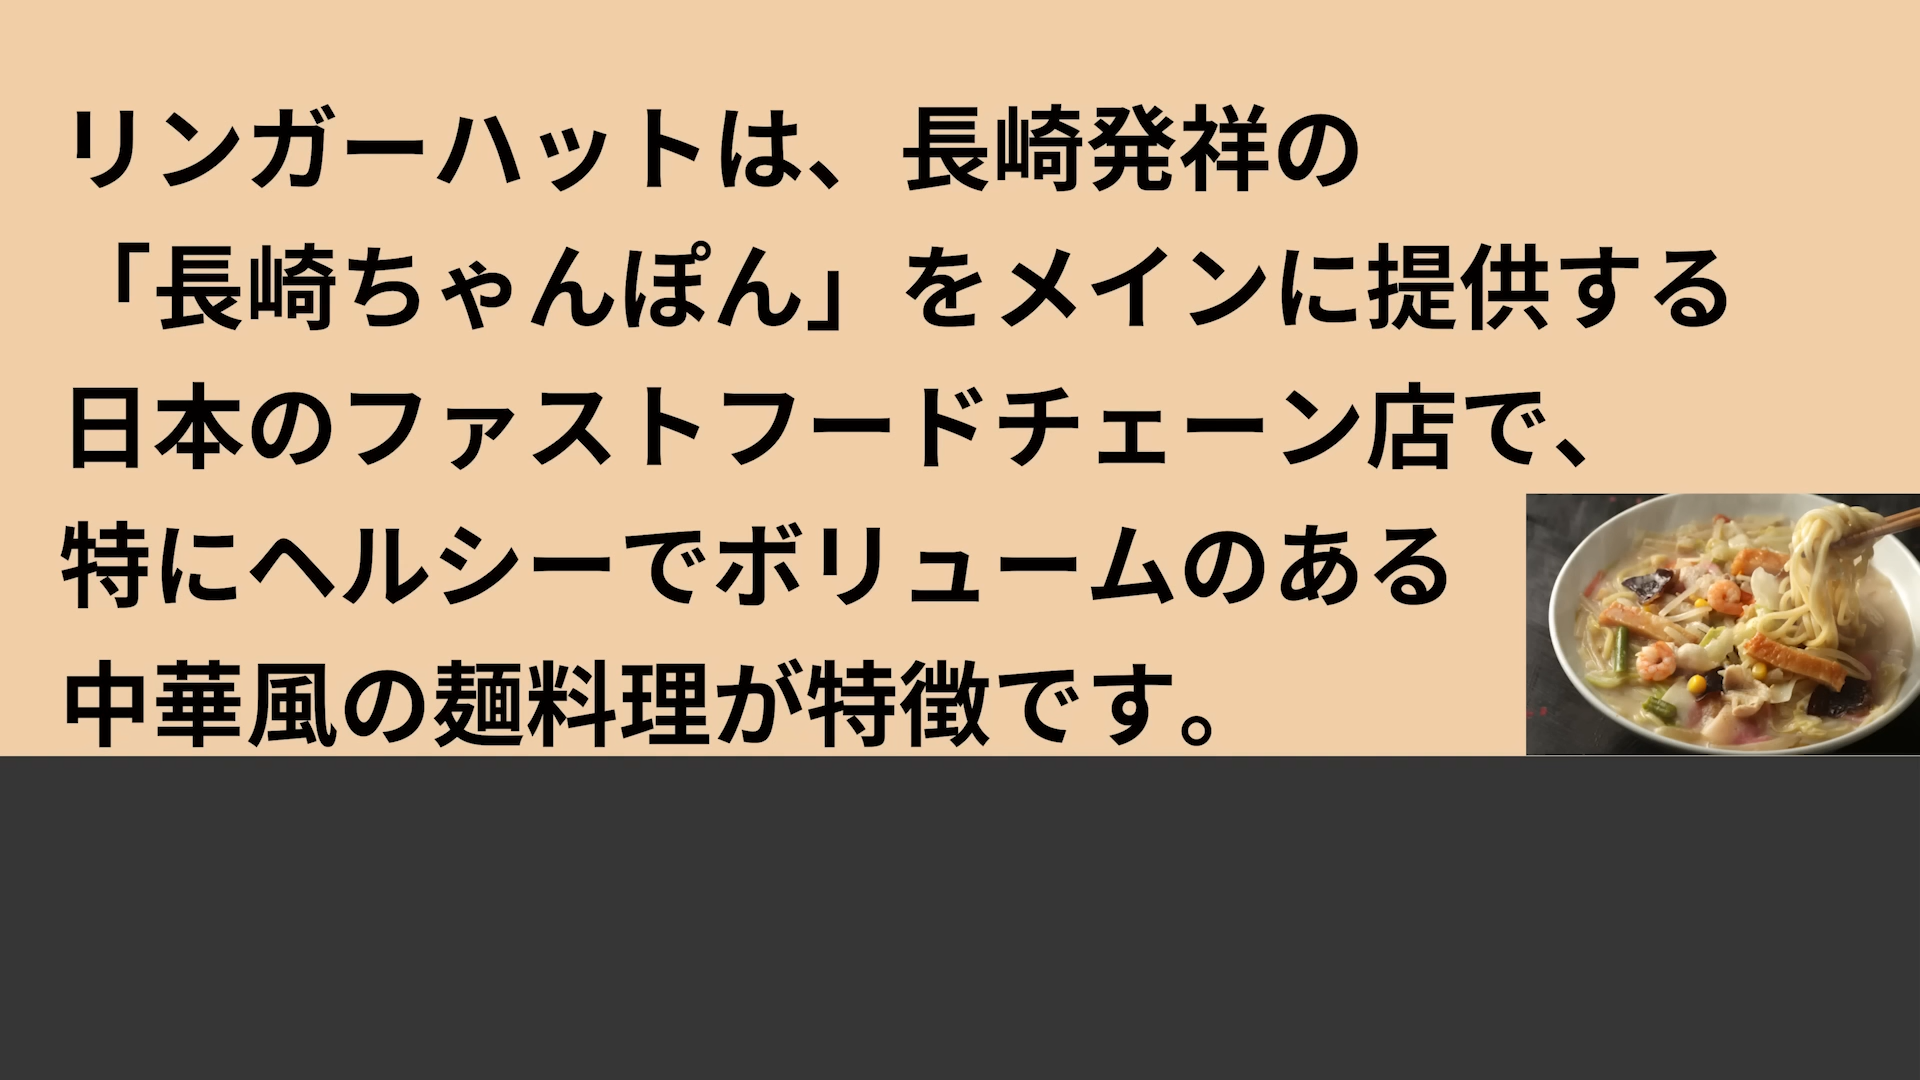 リンガーハットは、長崎発祥の
「長崎ちゃんぽん」をメインに提供する
日本のファストフードチェーン店で、
特にヘルシーでボリュームのある
中華風の麺料理が特徴です。